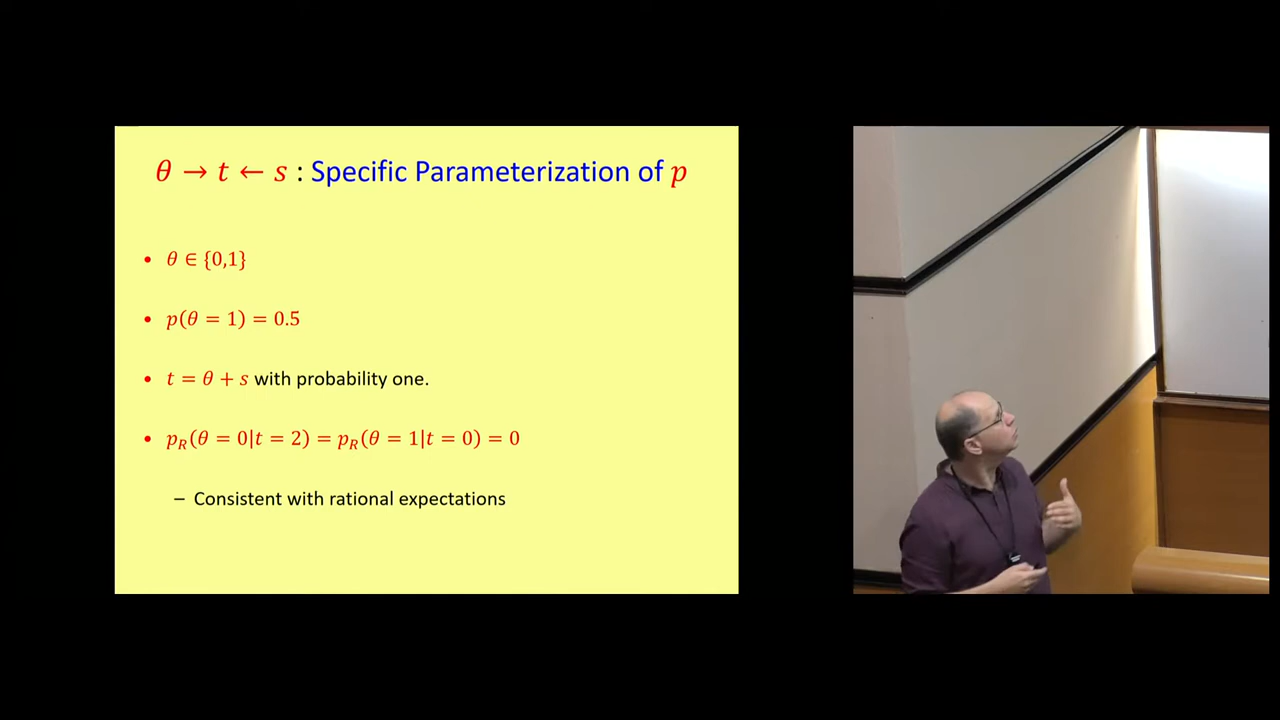 θ → t ← s : Specific Parameterization of p
• θ ∈ {0,1}
• p(θ = 1) = 0.5
• t = θ + s with probability one.
• p_R(θ = 0|t = 2) = p_R(θ = 1|t = 0) = 0
– Consistent with rational expectations